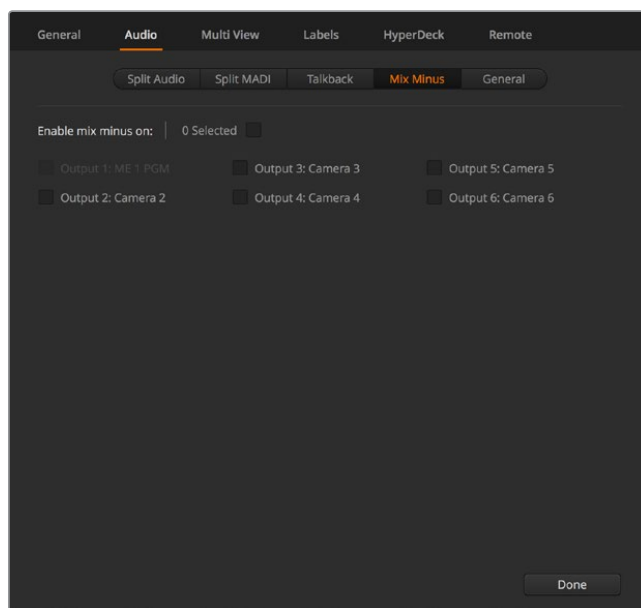 General Audio Multi View Labels HyperDeck Remote
Split Audio Split MADI Talkback Mix Minus General
Enable mix minus on: 0 Selected
Output 1: ME 1 PGM Output 3: Camera 3 Output 5: Camera 5
Output 2: Camera 2 Output 4: Camera 4 Output 6: Camera 6
Done